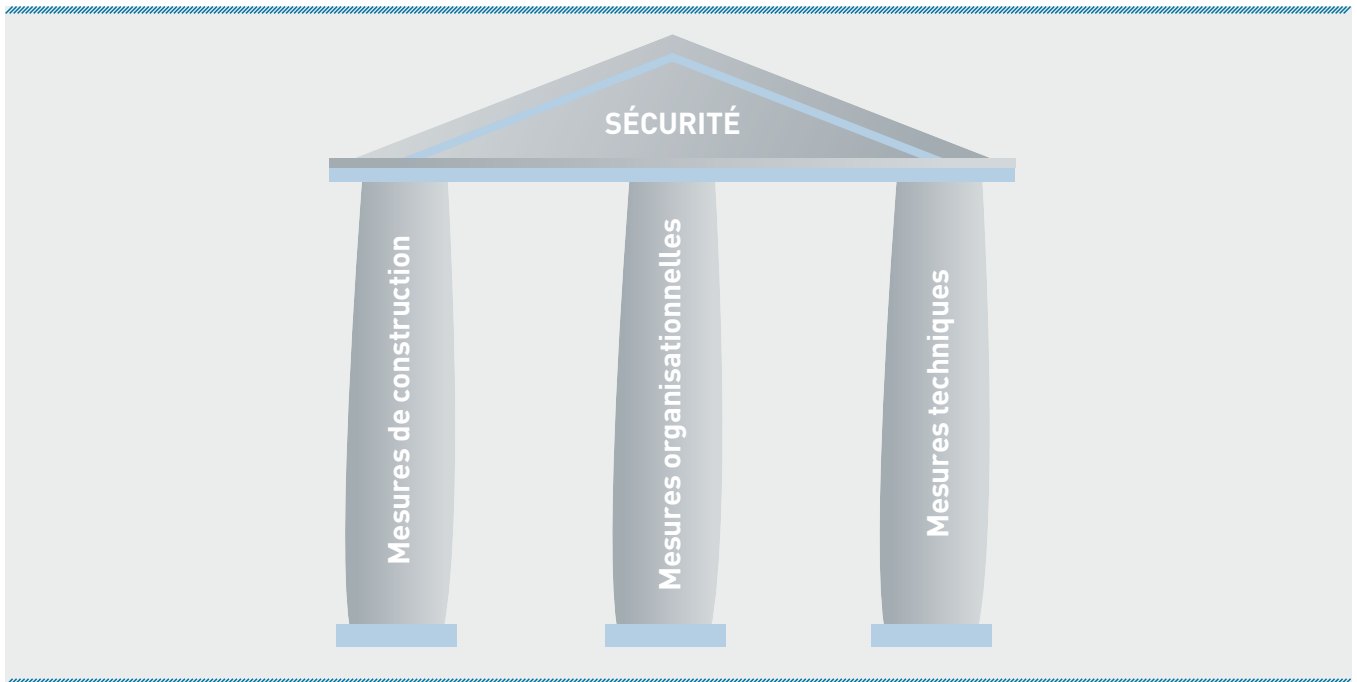 SÉCURITÉ
Mesures de construction
Mesures organisationnelles
Mesures techniques